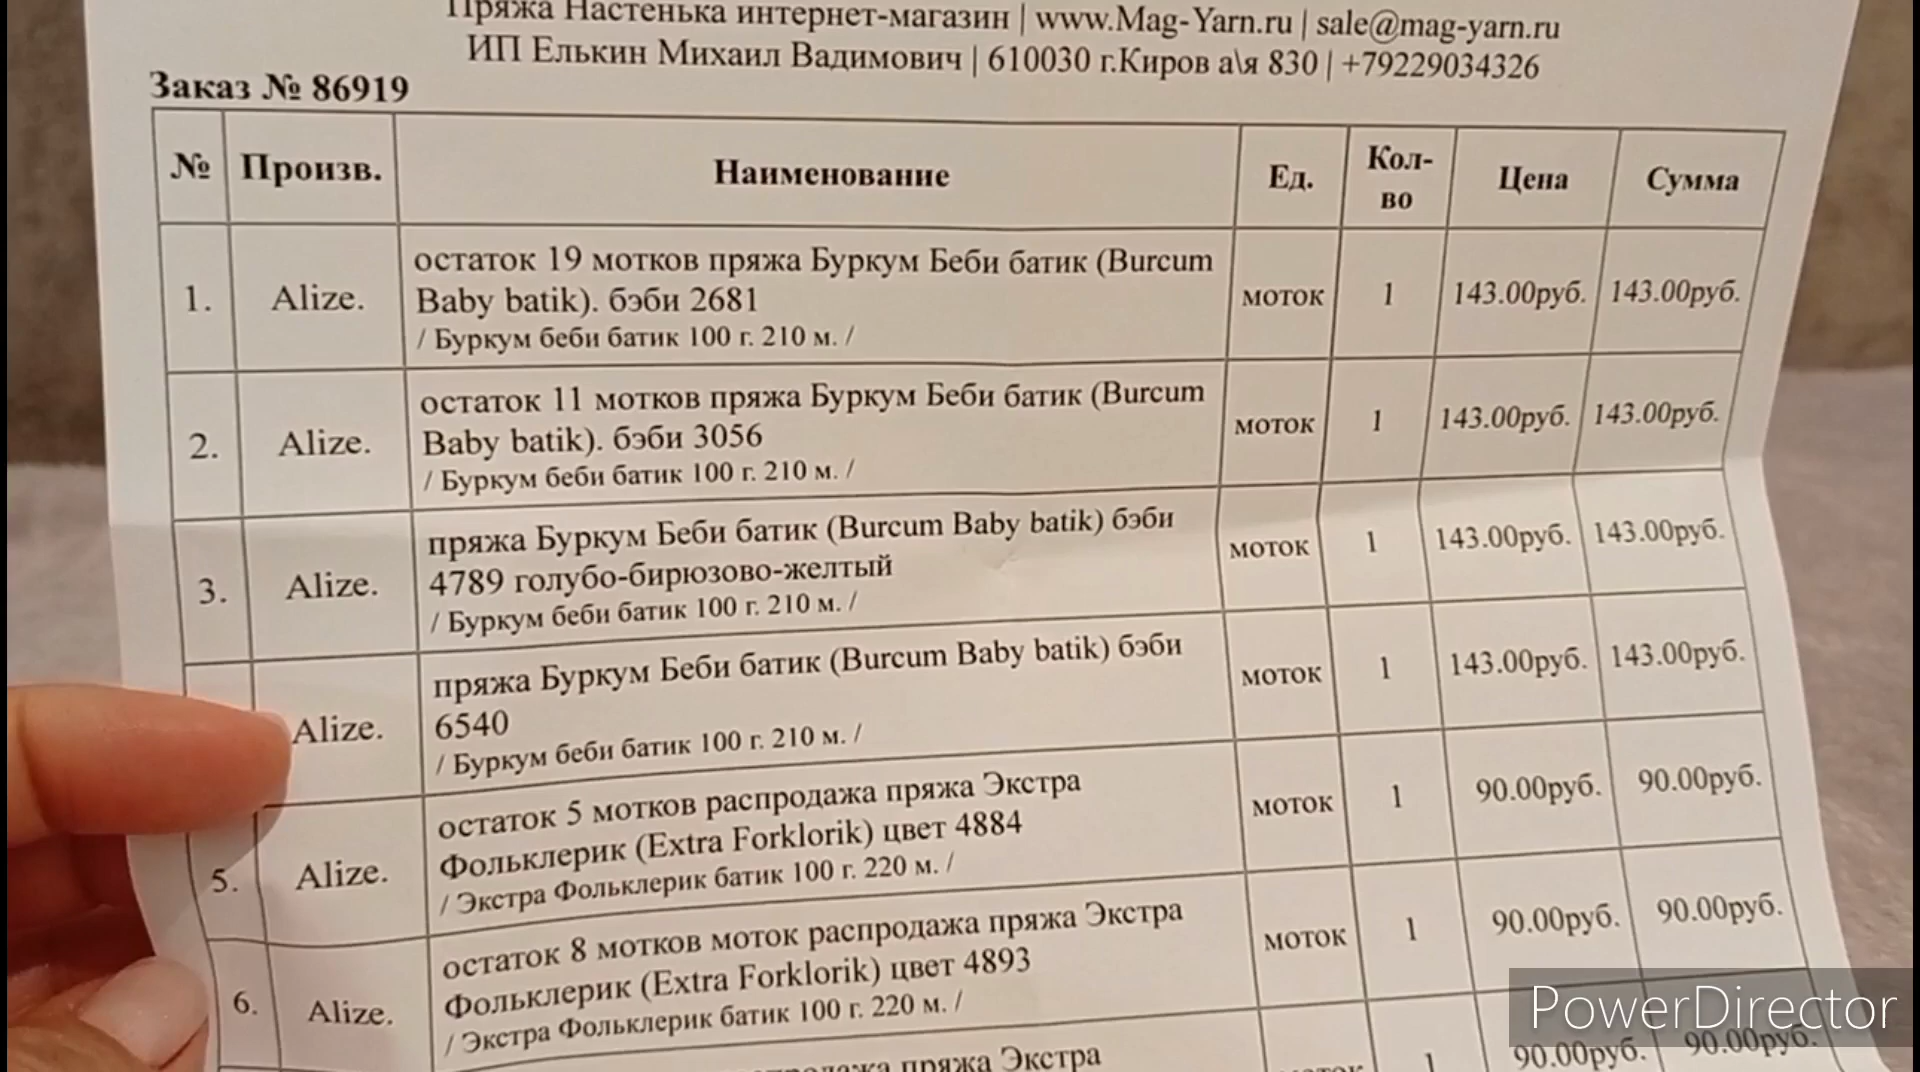 Пряжа Настенька интернет-магазин | www.Mag-Yarn.ru | sale@mag-yarn.ru
ИП Елькин Михаил Вадимович | 610030 г.Киров а\я 830 | +79229034326
Заказ № 86919
№ Произв. Наименование Ед. Кол-во Цена Сумма
1. Alize. остаток 19 мотков пряжа Буркум Беби батик (Burcum
Baby batik). бэби 2681
/ Буркум беби батик 100 г. 210 м. /
моток 1 143.00руб. 143.00руб.
2. Alize. остаток 11 мотков пряжа Буркум Беби батик (Burcum
Baby batik). бэби 3056
/ Буркум беби батик 100 г. 210 м. /
моток 1 143.00руб. 143.00руб.
3. Alize. пряжа Буркум Беби батик (Burcum Baby batik) бэби
4789 голубо-бирюзово-желтый
/ Буркум беби батик 100 г. 210 м. /
моток 1 143.00руб. 143.00руб.
Alize. пряжа Буркум Беби батик (Burcum Baby batik) бэби
6540
/ Буркум беби батик 100 г. 210 м. /
моток 1 143.00руб. 143.00руб.
5. Alize. остаток 5 мотков распродажа пряжа Экстра
Фольклерик (Extra Forklorik) цвет 4884
/ Экстра Фольклерик батик 100 г. 220 м. /
моток 1 90.00руб. 90.00руб.
6. Alize. остаток 8 мотков моток распродажа пряжа Экстра
Фольклерик (Extra Forklorik) цвет 4893
/ Экстра Фольклерик батик 100 г. 220 м. /
моток 1 90.00руб. 90.00руб.
пряжа Экстра
моток 1 90.00руб. 90.00руб.
PowerDirector